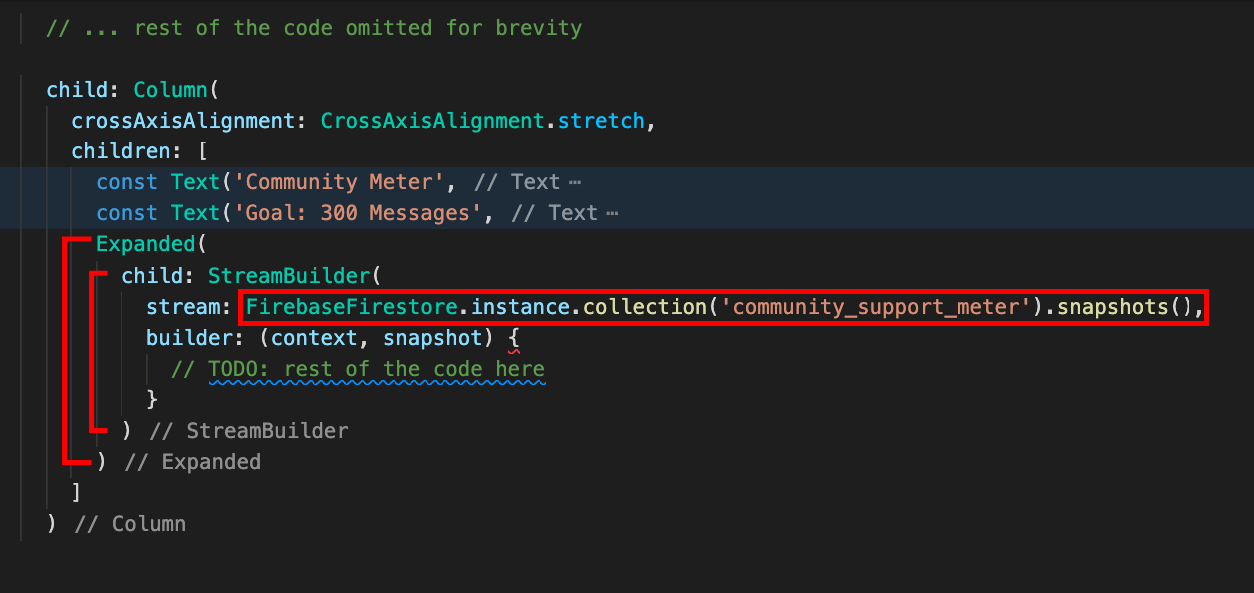 // ... rest of the code omitted for brevity
child: Column(
crossAxisAlignment: CrossAxisAlignment.stretch,
children: [
const Text('Community Meter', // Text ⋯
const Text('Goal: 300 Messages', // Text ⋯
Expanded(
child: StreamBuilder(
stream: FirebaseFirestore.instance.collection('community_support_meter').snapshots(),
builder: (context, snapshot) {
// TODO: rest of the code here
}
) // StreamBuilder
) // Expanded
]
) // Column